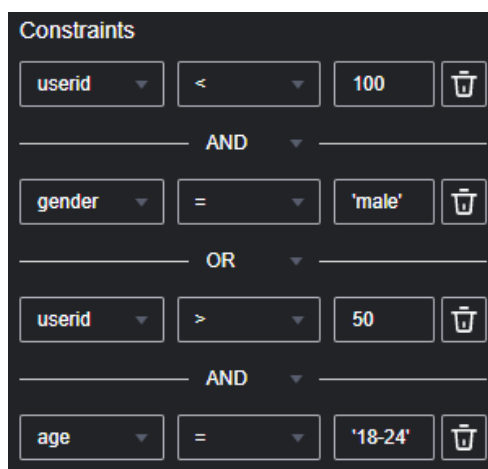 Constraints
userid < 100
AND
gender = 'male'
OR
userid > 50
AND
age = '18-24'